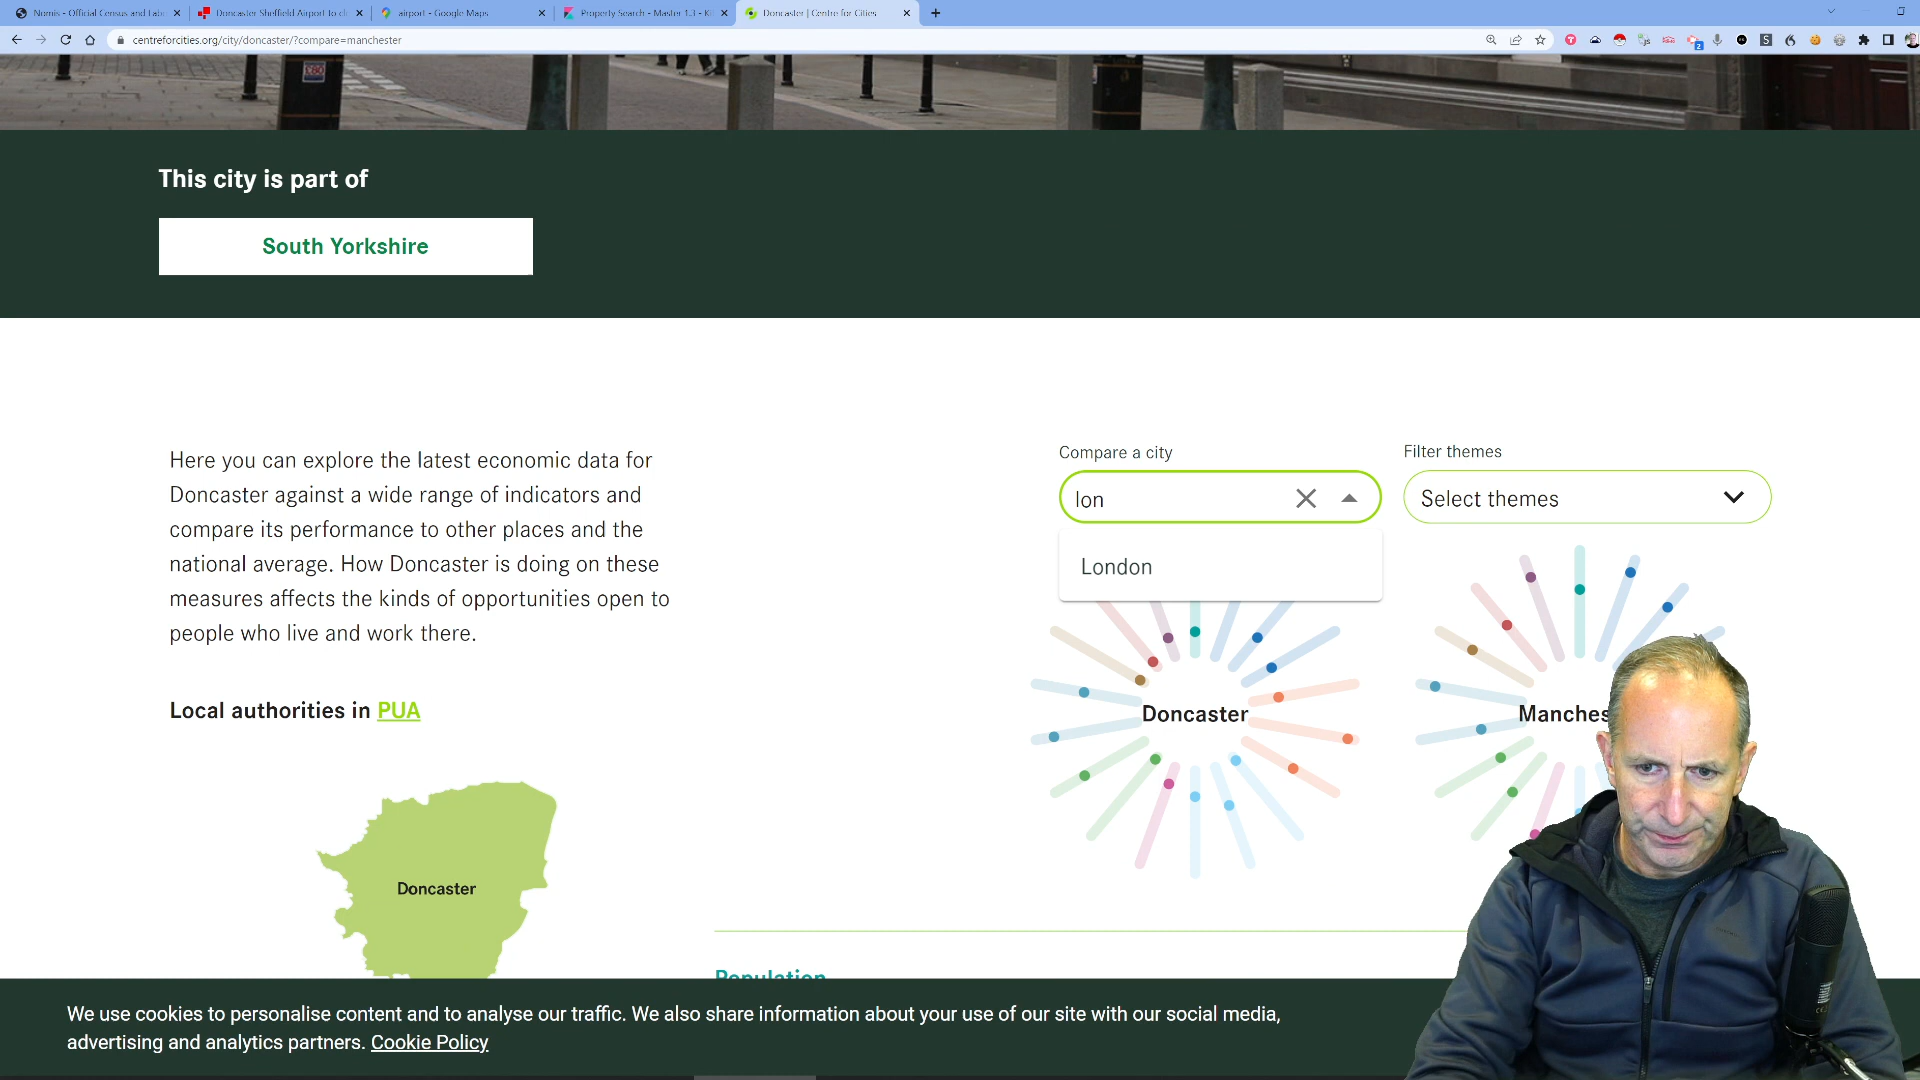 Nomis - Official Census and Lab
Doncaster Sheffield Airport to cl
airport - Google Maps
Property Search - Master 1.3 - Ki
Doncaster | Centre for Cities
centreforcities.org/city/doncaster/?compare=manchester
This city is part of
South Yorkshire
Here you can explore the latest economic data for
Doncaster against a wide range of indicators and
compare its performance to other places and the
national average. How Doncaster is doing on these
measures affects the kinds of opportunities open to
people who live and work there.
Local authorities in PUA
Doncaster
Compare a city
lon
London
Filter themes
Select themes
Doncaster
Manches
Population
We use cookies to personalise content and to analyse our traffic. We also share information about your use of our site with our social media,
advertising and analytics partners. Cookie Policy